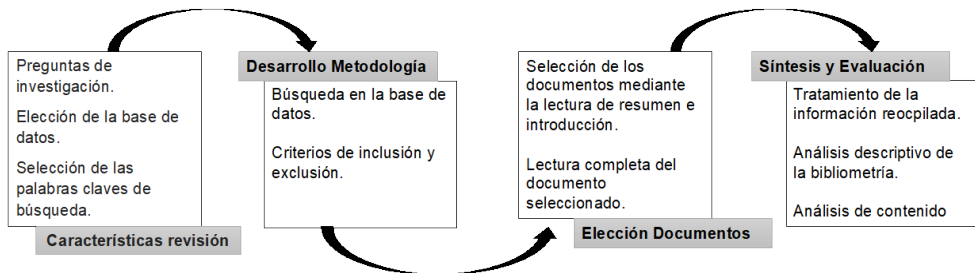 Preguntas de
investigación.
Elección de la base de
datos.
Selección de las
palabras claves de
búsqueda.
Característías revisión
Desarrollo Metodología
Búsqueda en la base de
datos.
Criterios de inclusión y
exclusión.
Selección de los
documentos mediante
la lectura de resumen e
introducción.
Lectura completa del
documento
seleccionado.
Elección Documentos
Síntesis y Evaluación
Tratamiento de la
información reocpilada.
Análisis descriptivo de
la bibliometría.
Análisis de contenido